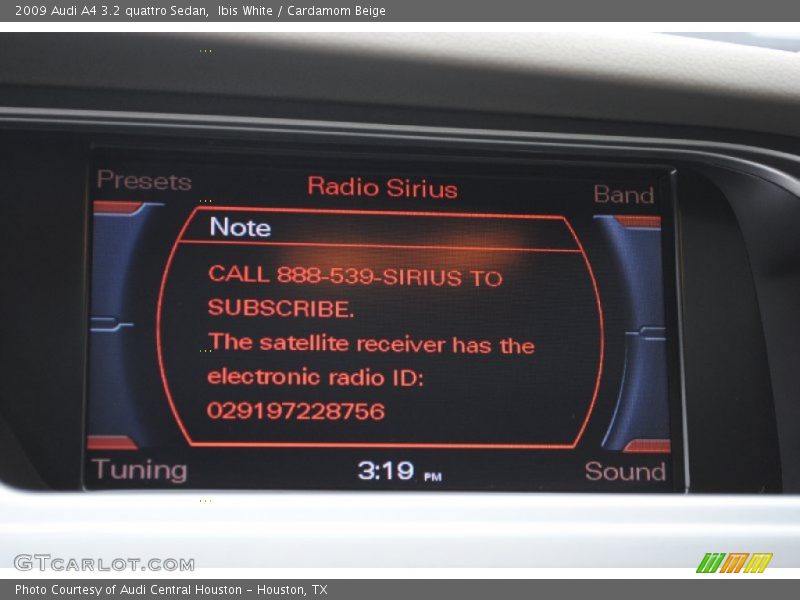 2009 Audi A4 3.2 quattro Sedan,  Ibis White / Cardamom Beige
Presets
Radio Sirius
Band
Note
CALL 888-539-SIRIUS TO
SUBSCRIBE.
The satellite receiver has the
electronic radio ID:
029197228756
Tuning
3:19 PM
Sound
GTCARLOT.COM
Photo Courtesy of Audi Central Houston - Houston, TX